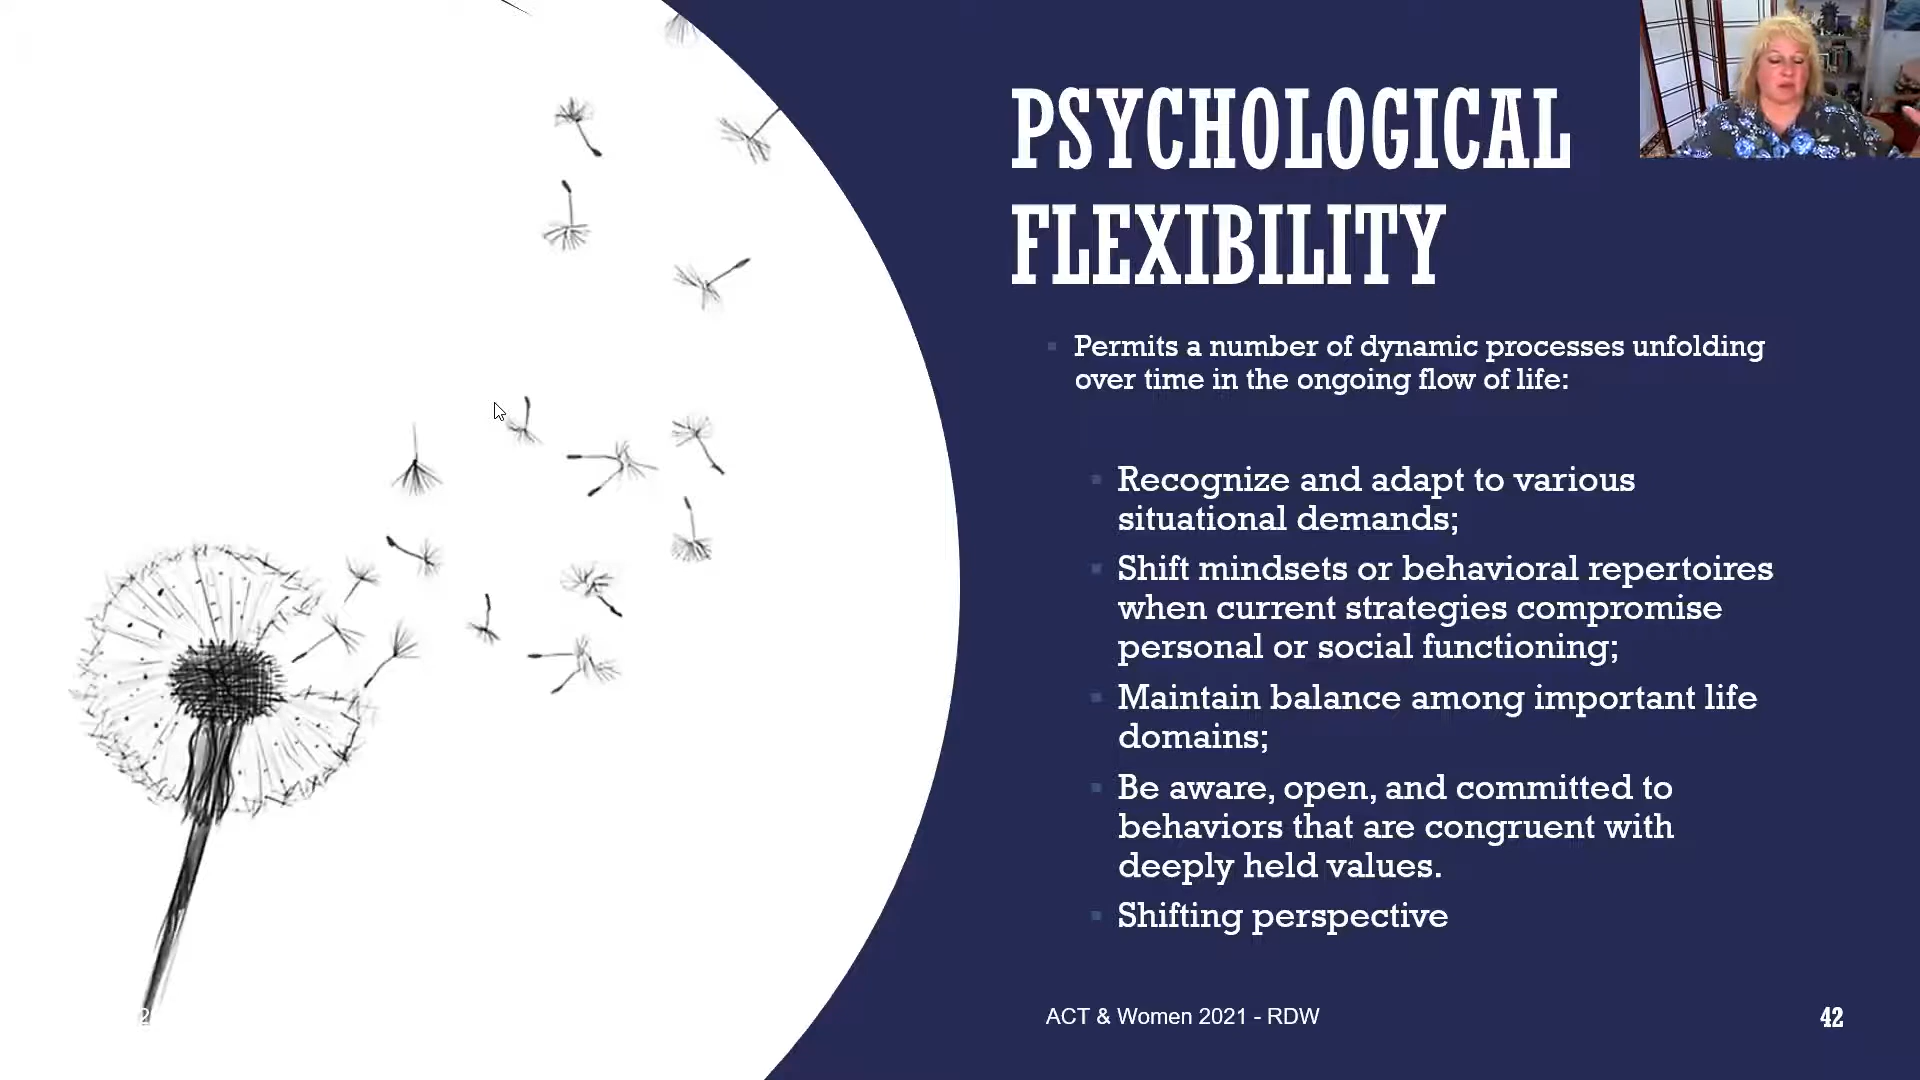 PSYCHOLOGICAL
FLEXIBILITY
Permits a number of dynamic processes unfolding
over time in the ongoing flow of life:
Recognize and adapt to various
situational demands;
Shift mindsets or behavioral repertoires
when current strategies compromise
personal or social functioning;
Maintain balance among important life
domains;
Be aware, open, and committed to
behaviors that are congruent with
deeply held values.
Shifting perspective
ACT & Women 2021 - RDW
42